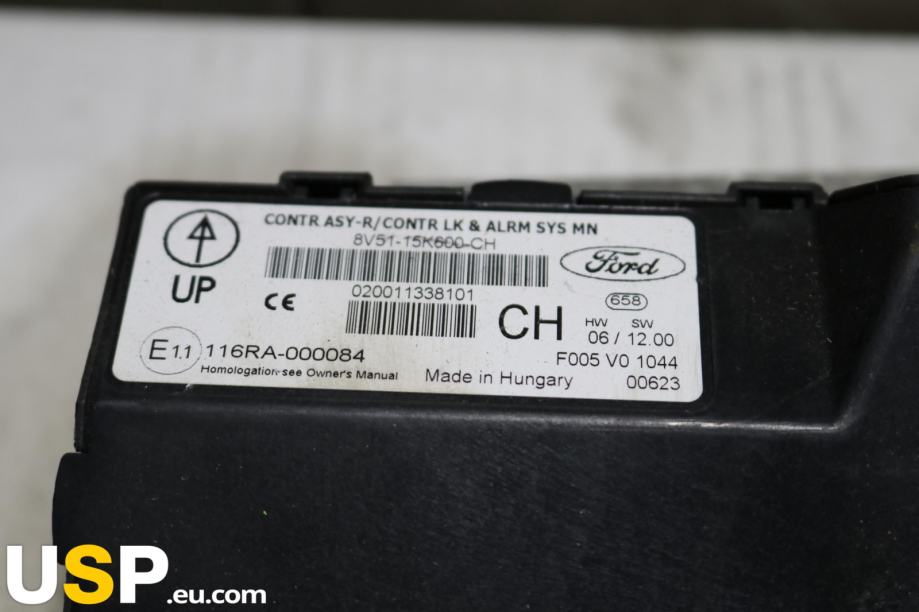 CONTR ASY-R/CONTR LK & ALRM SYS MN
8V51-15K600-CH
Ford
UP
CE
020011338101
CH
658
HW SW
06 / 12.00
E 1.1
116RA-000084
F005 V0 1044
Homologation-see Owner's Manual
Made in Hungary
00623
USP.eu.com